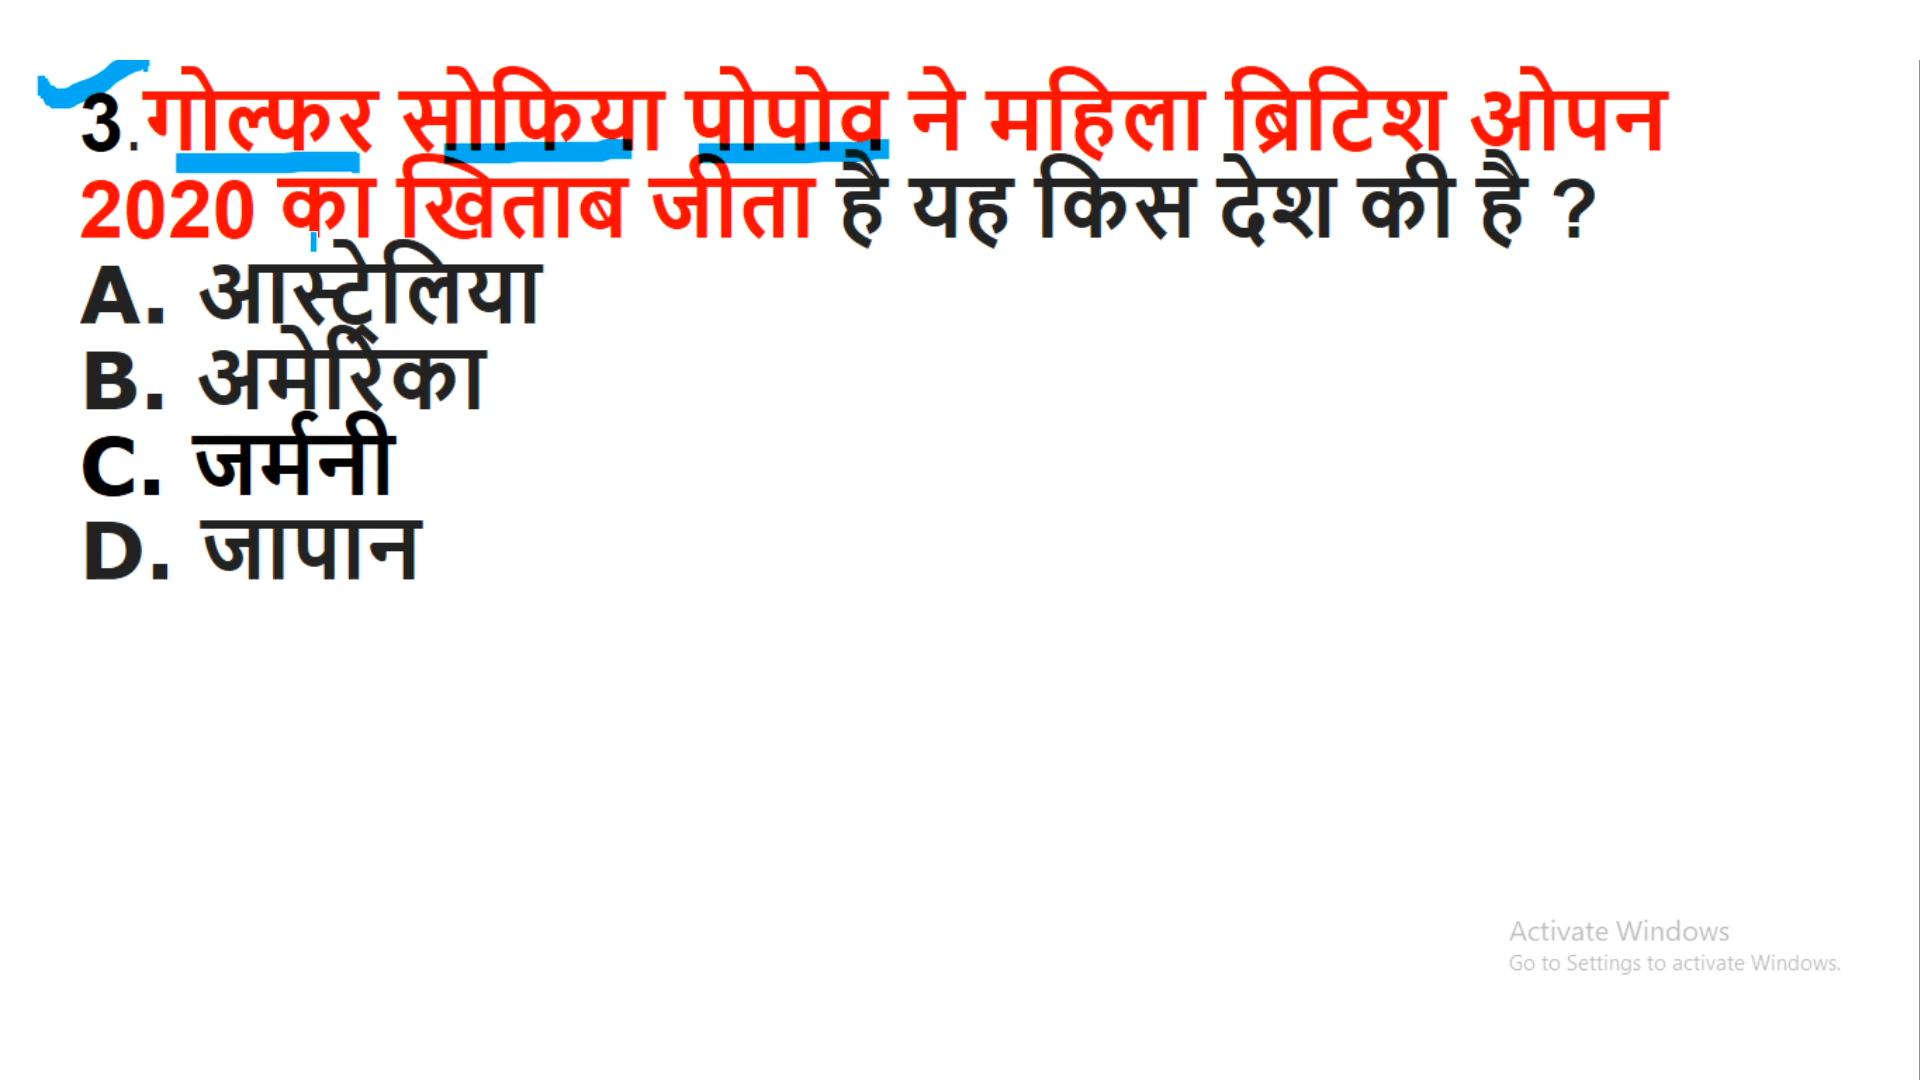 3.गोल्फर सोफिया पोपोव ने महिला ब्रिटिश ओपन
2020 का खिताब जीता है यह किस देश की है ?
A. आस्ट्रेलिया
B. अमेरिका
C. जर्मनी
D. जापान
Activate Windows
Go to Settings to activate Windows.